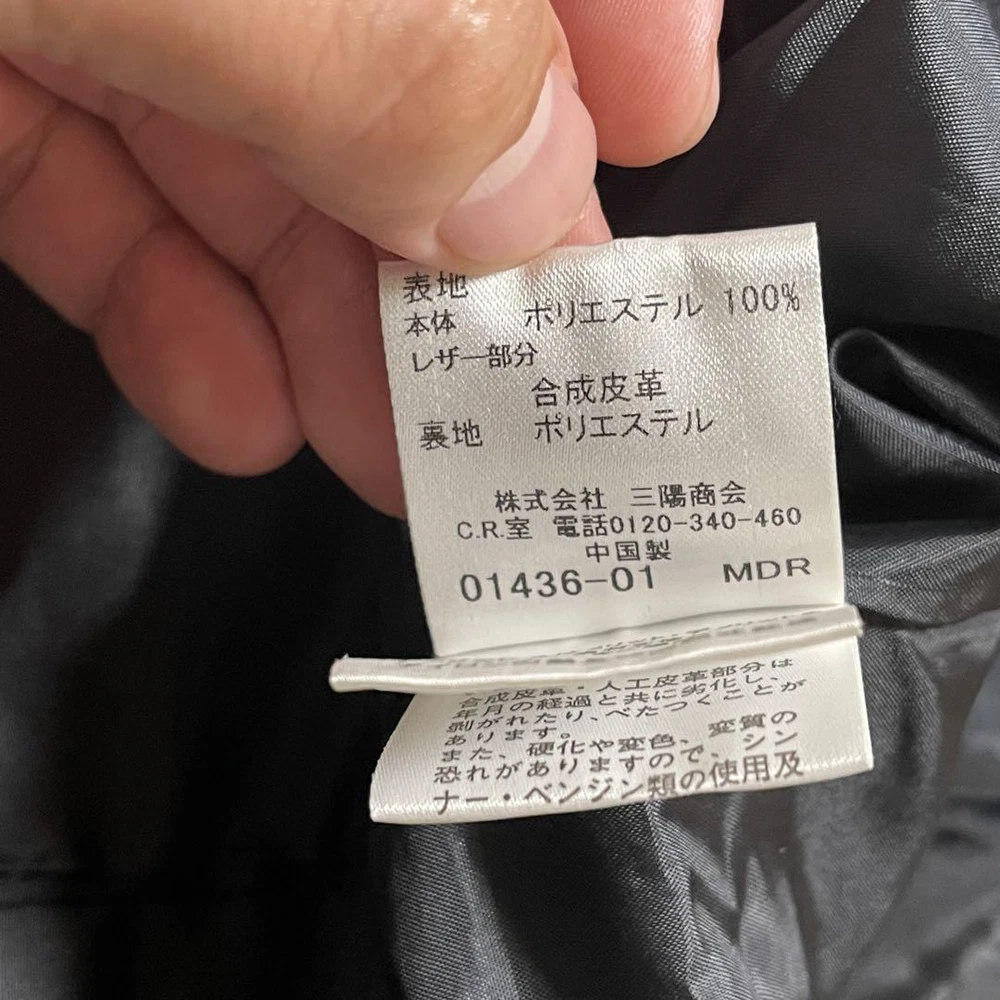 表地
本体 ポリエステル 100%
レザー部分
合成皮革
裏地 ポリエステル
株式会社 三陽商会
C.R.室 電話0120-340-460
中国製
01436-01 MDR
合成皮革・人工皮革部分は
年月の経過と共に劣化し、
剥がれたり、べたつくことが
あります。
また、硬化や変色、変質の
恐れがありますので、シン
ナー・ベンジン類の使用及